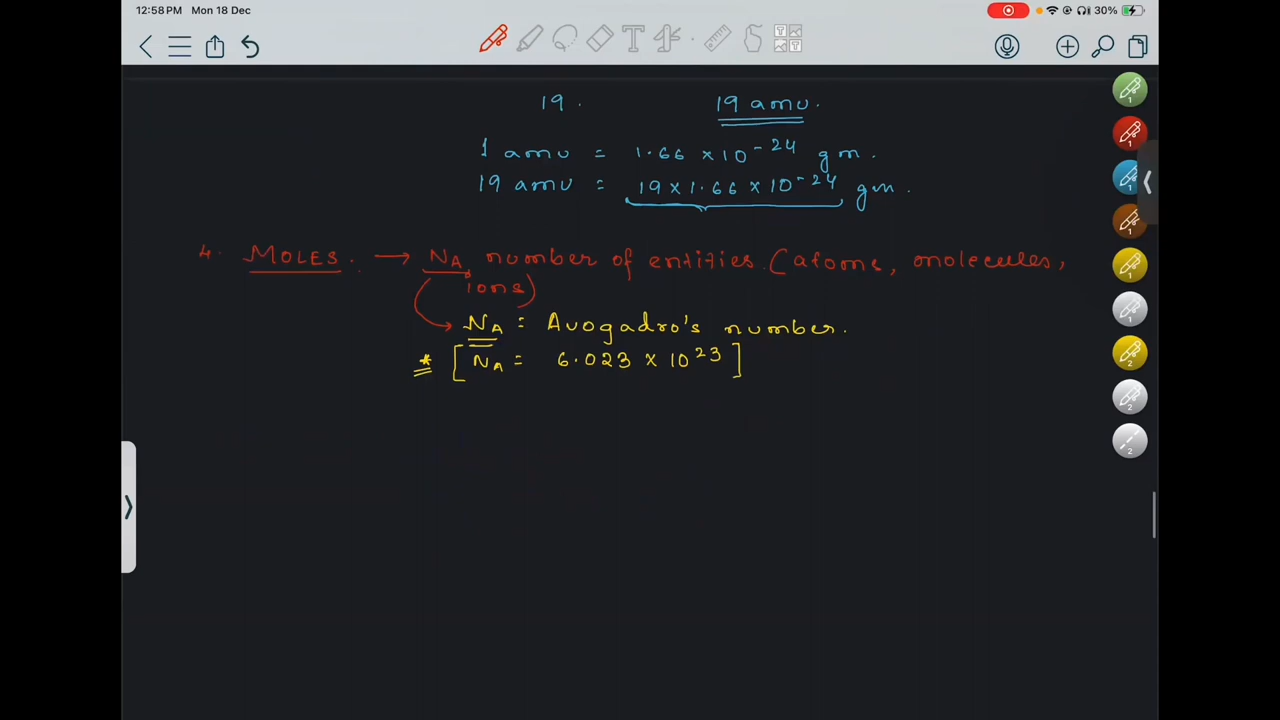 12:58 PM Mon 18 Dec
30%
19. 19 amu.
1 amu = 1.66 × 10⁻²⁴ gm.
19 amu = 19 × 1.66 × 10⁻²⁴ gm.
4. MOLES. → NA number of entities. (atoms, molecules,
ions)
NA = Avogadro's number.
* [NA = 6.023 × 10²³]